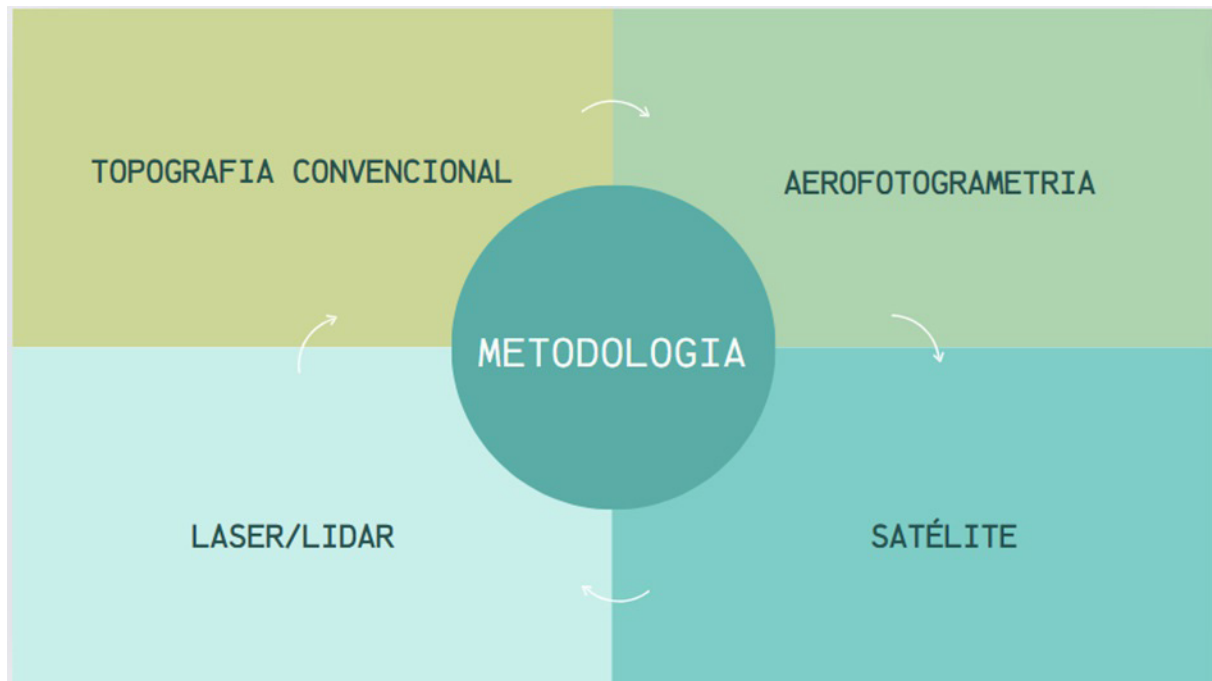 TOPOGRAFIA CONVENCIONAL
AEROFOTOGRAMETRIA
METODOLOGIA
LASER/LIDAR
SATÉLITE